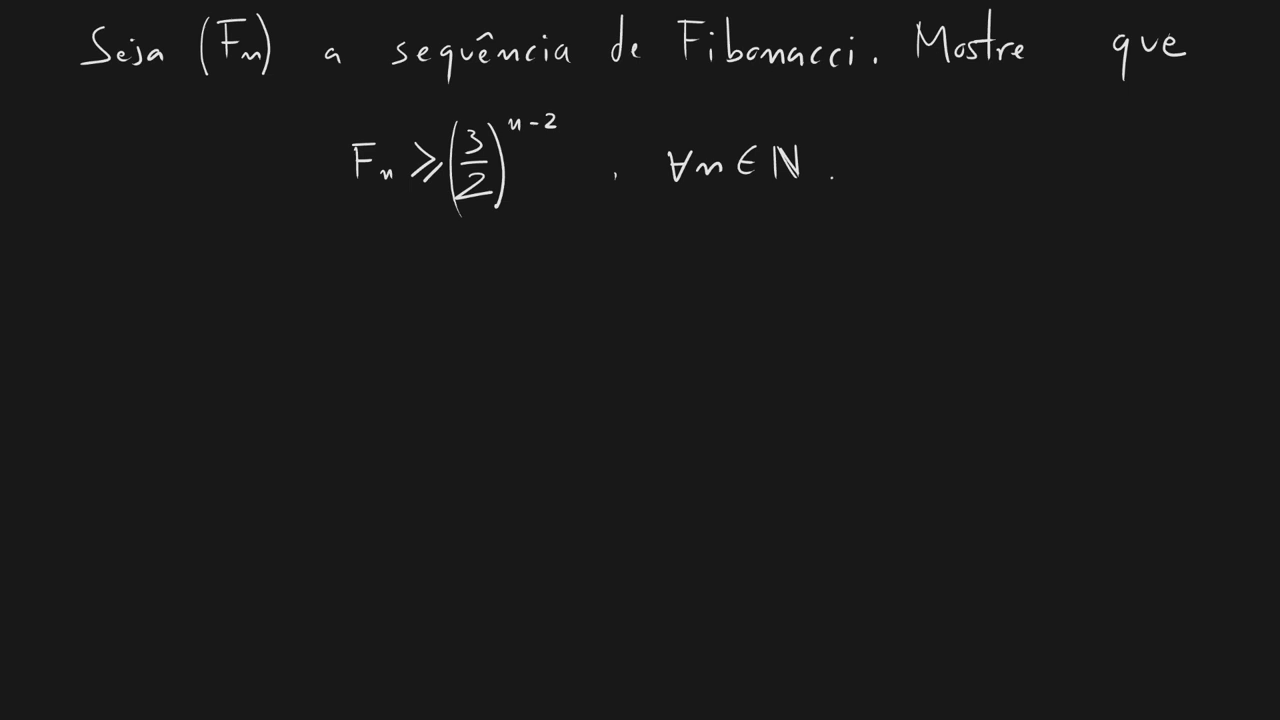 Seja (Fₙ) a sequência de Fibonacci. Mostre que
Fₙ ⩾ (3/2)ⁿ⁻² , ∀n ∈ ℕ .